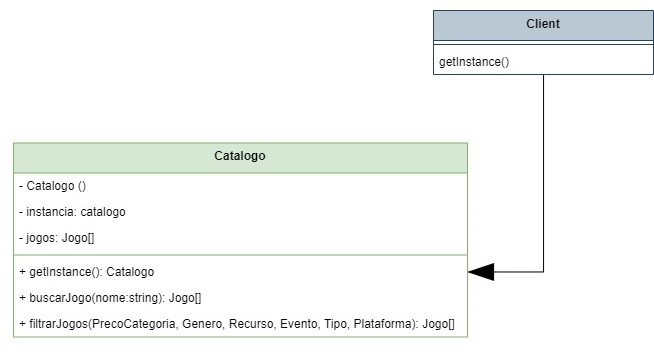 Client
getInstance()
Catalogo
- Catalogo ()
- instancia: catalogo
- jogos: Jogo[]
+ getInstance(): Catalogo
+ buscarJogo(nome:string): Jogo[]
+ filtrarJogos(PrecoCategoria, Genero, Recurso, Evento, Tipo, Plataforma): Jogo[]